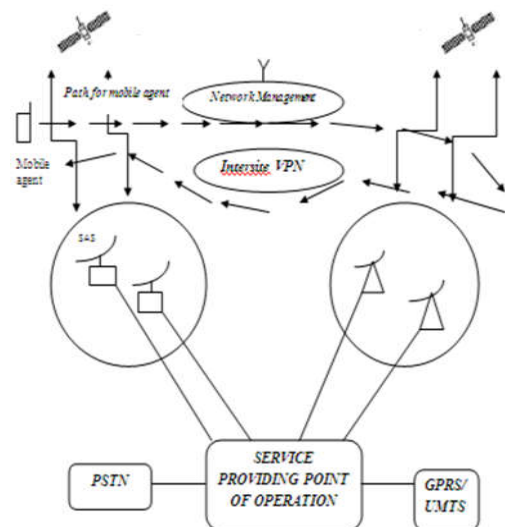 Path for mobile agent
Network Management
Mobile
agent
Intersite VPN
SAS
SERVICE
PROVIDING POINT
OF OPERATION
PSTN
GPRS/
UMTS